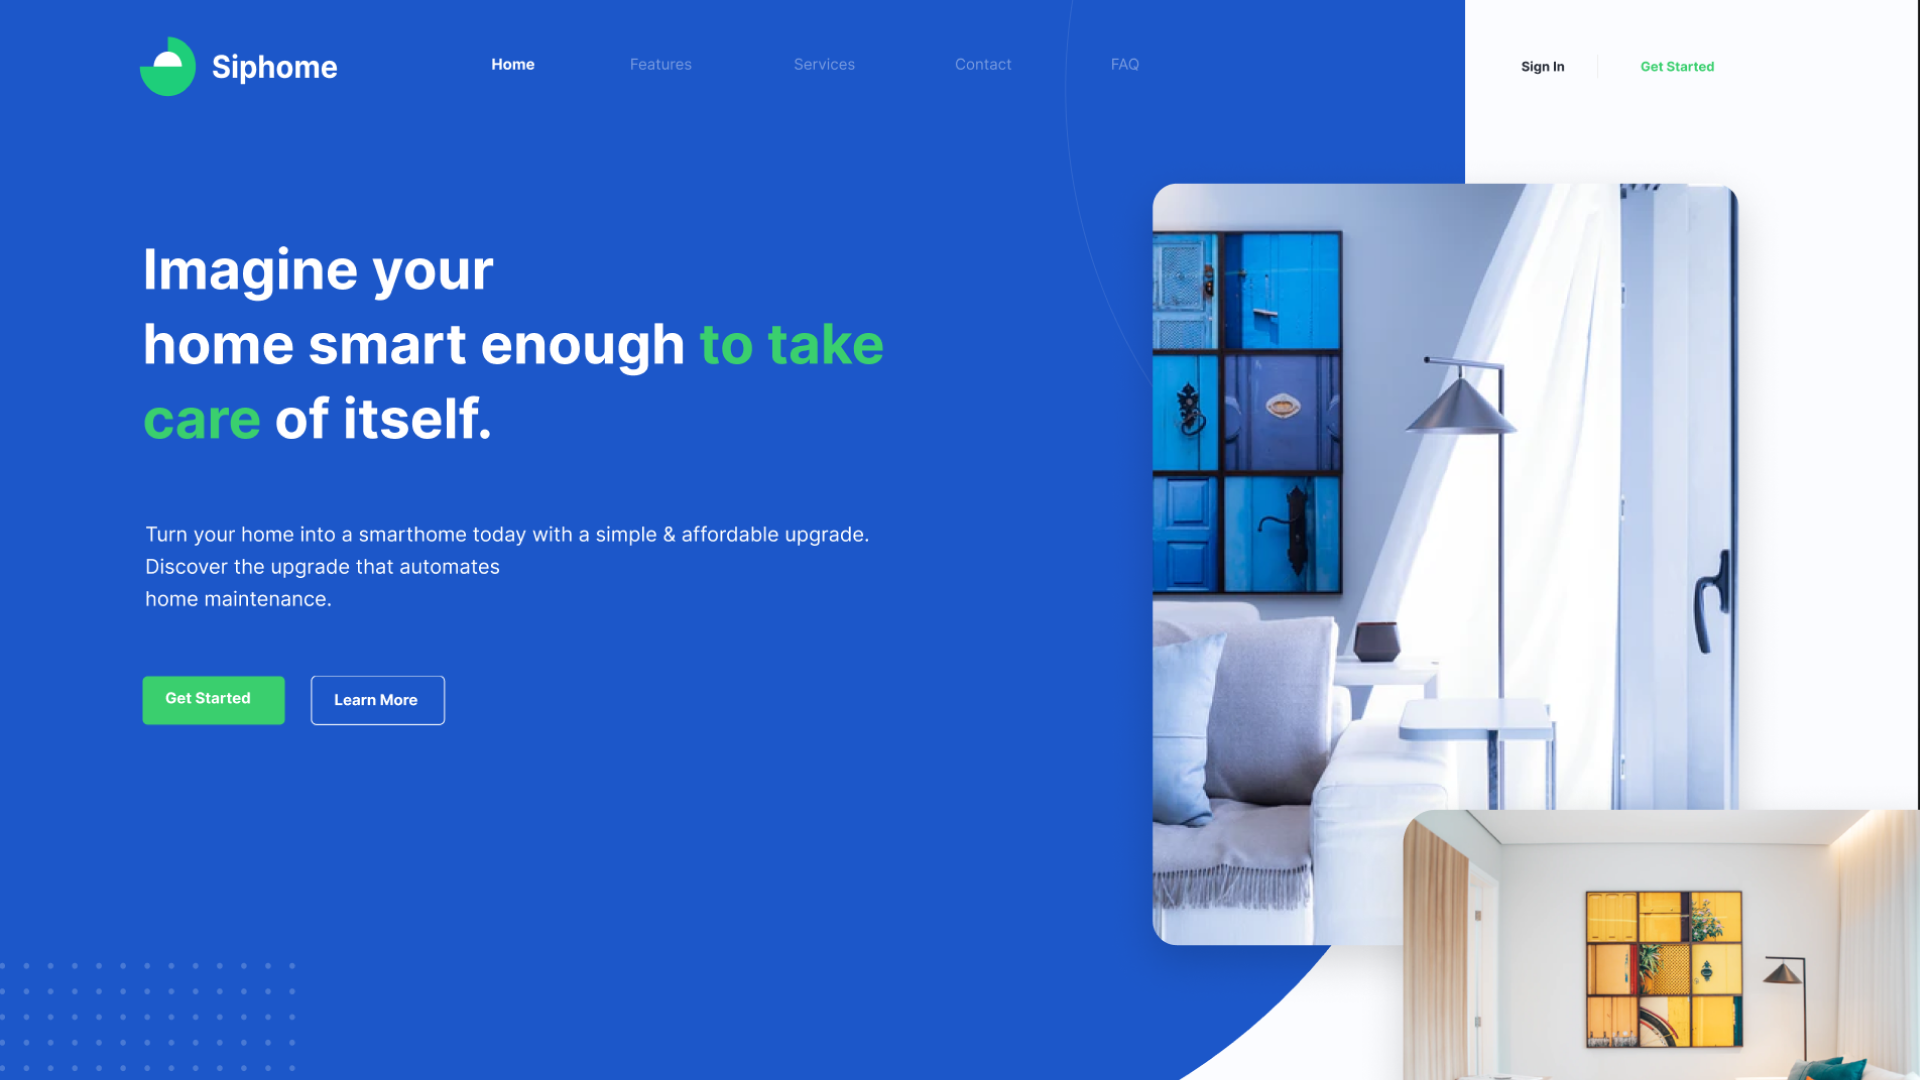 Siphome
Home
Features
Services
Contact
FAQ
Sign In
Get Started
Imagine your
home smart enough to take
care of itself.
Turn your home into a smarthome today with a simple & affordable upgrade.
Discover the upgrade that automates
home maintenance.
Get Started
Learn More